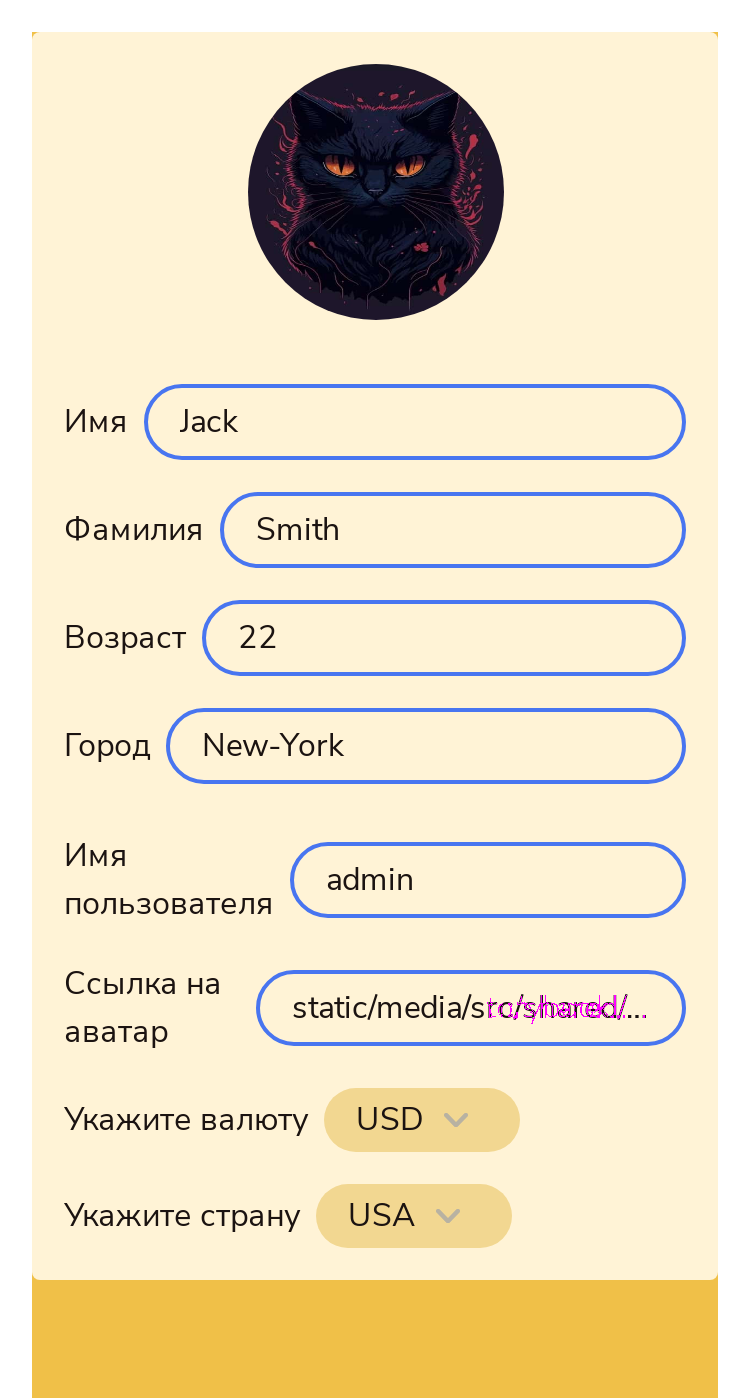 Имя
Jack
Фамилия
Smith
Возраст
22
Город
New-York
Имя
пользователя
admin
Ссылка на
аватар
static/media/src/shared/...
Укажите валюту
USD
Укажите страну
USA